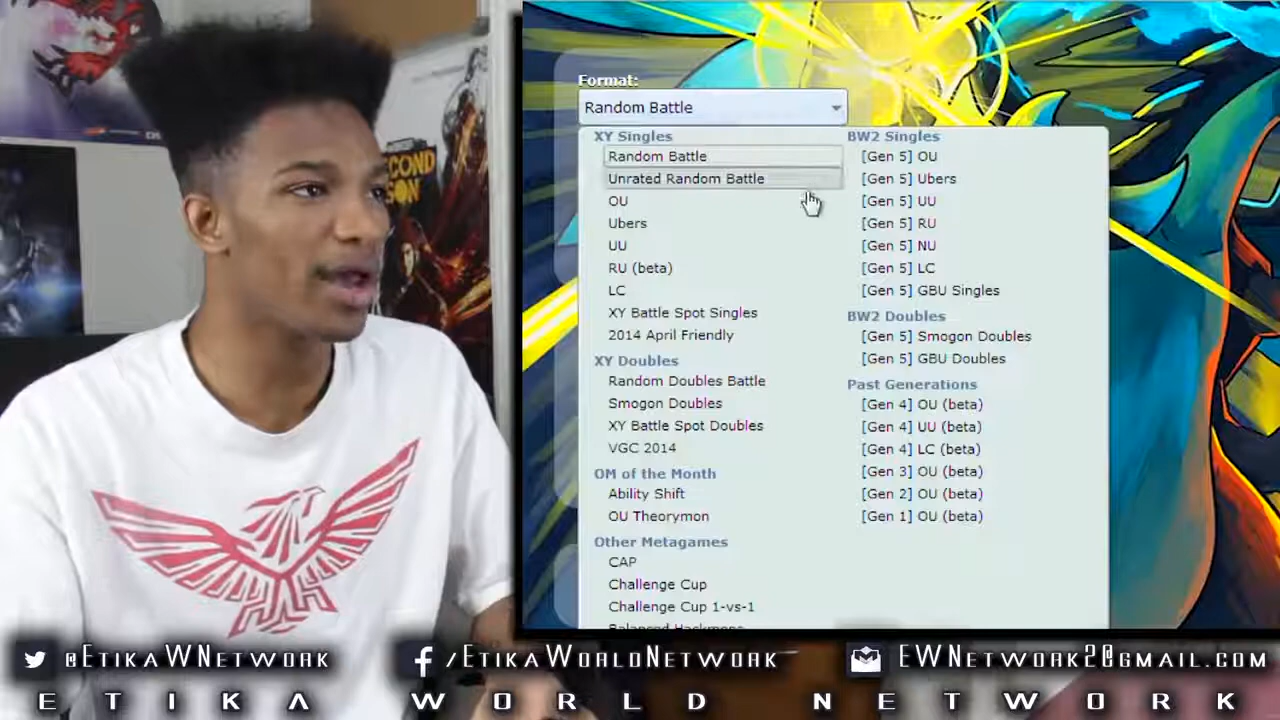 SECOND
SON
Format:
Random Battle
XY Singles
Random Battle
Unrated Random Battle
OU
Ubers
UU
RU (beta)
LC
XY Battle Spot Singles
2014 April Friendly
XY Doubles
Random Doubles Battle
Smogon Doubles
XY Battle Spot Doubles
VGC 2014
OM of the Month
Ability Shift
OU Theorymon
Other Metagames
CAP
Challenge Cup
Challenge Cup 1-vs-1
Balanced Hackmons
BW2 Singles
[Gen 5] OU
[Gen 5] Ubers
[Gen 5] UU
[Gen 5] RU
[Gen 5] NU
[Gen 5] LC
[Gen 5] GBU Singles
BW2 Doubles
[Gen 5] Smogon Doubles
[Gen 5] GBU Doubles
Past Generations
[Gen 4] OU (beta)
[Gen 4] UU (beta)
[Gen 4] LC (beta)
[Gen 3] OU (beta)
[Gen 2] OU (beta)
[Gen 1] OU (beta)
@EtikaWNetwork
/EtikaWorldNetwork
EWNetwork2@gmail.com
ETIKA WORLD NETWORK